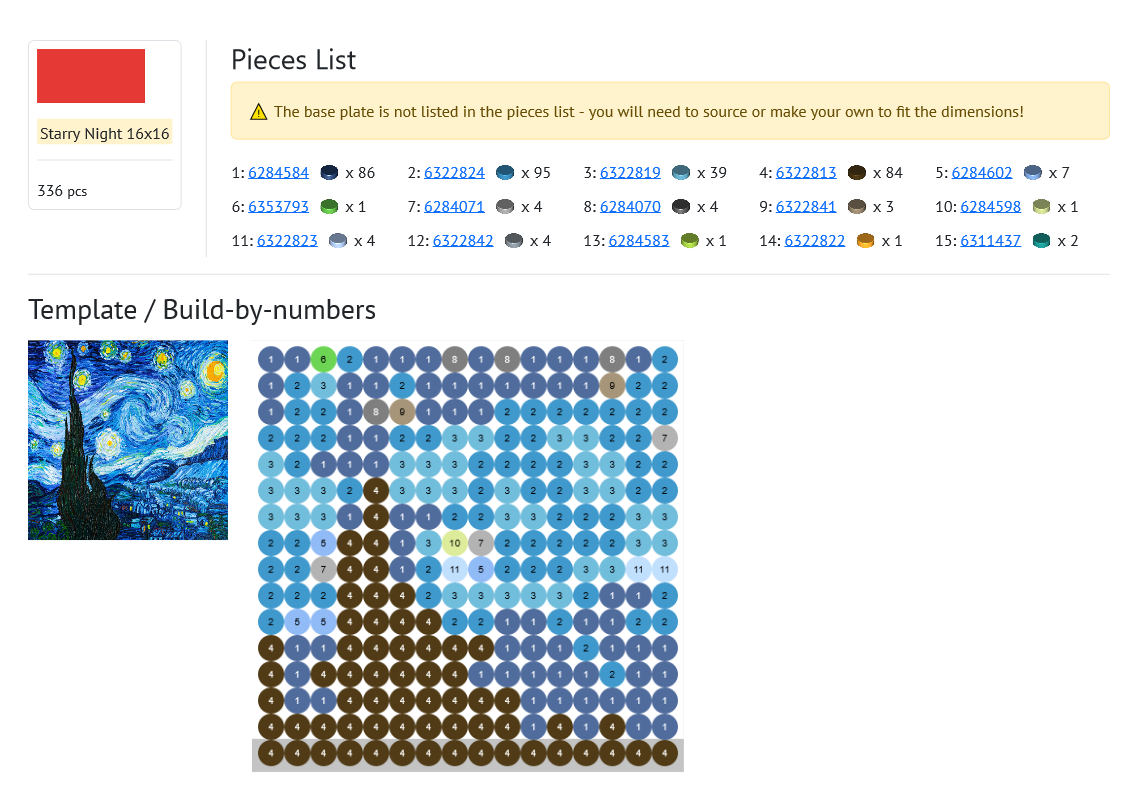 Pieces List
⚠ The base plate is not listed in the pieces list - you will need to source or make your own to fit the dimensions!
Starry Night 16x16
336 pcs
1: 6284584 x 86 2: 6322824 x 95 3: 6322819 x 39 4: 6322813 x 84 5: 6284602 x 7
6: 6353793 x 1 7: 6284071 x 4 8: 6284070 x 4 9: 6322841 x 3 10: 6284598 x 1
11: 6322823 x 4 12: 6322842 x 4 13: 6284583 x 1 14: 6322822 x 1 15: 6311437 x 2
Template / Build-by-numbers
1 1 6 2 1 1 1 8 1 8 1 1 1 8 1 2
1 2 3 1 1 2 1 1 1 1 1 1 1 9 2 2
1 2 2 1 8 9 1 1 1 2 2 2 2 2 2 2
2 2 2 1 1 2 2 3 3 2 2 3 3 2 2 7
3 2 1 1 1 3 3 3 2 2 2 2 3 3 2 2
3 3 3 2 4 3 3 3 2 3 2 3 3 3 2 2
3 3 3 1 4 1 1 2 2 3 3 2 2 2 3 3
2 2 5 4 4 1 3 10 7 2 2 2 2 2 3 3
2 2 7 4 4 1 2 11 5 2 2 2 3 3 11 11
2 2 2 4 4 4 2 3 3 3 3 3 2 1 1 2
2 5 5 4 4 4 4 2 2 1 1 2 1 1 2 2
4 1 1 4 4 4 4 4 4 1 1 1 2 1 1 1
4 1 4 4 4 4 4 4 1 1 1 1 1 2 1 1
4 1 1 4 4 4 4 4 4 4 1 1 1 1 1 1
4 4 4 4 4 4 4 4 4 4 1 4 1 4 1 1
4 4 4 4 4 4 4 4 4 4 4 4 4 4 4 4